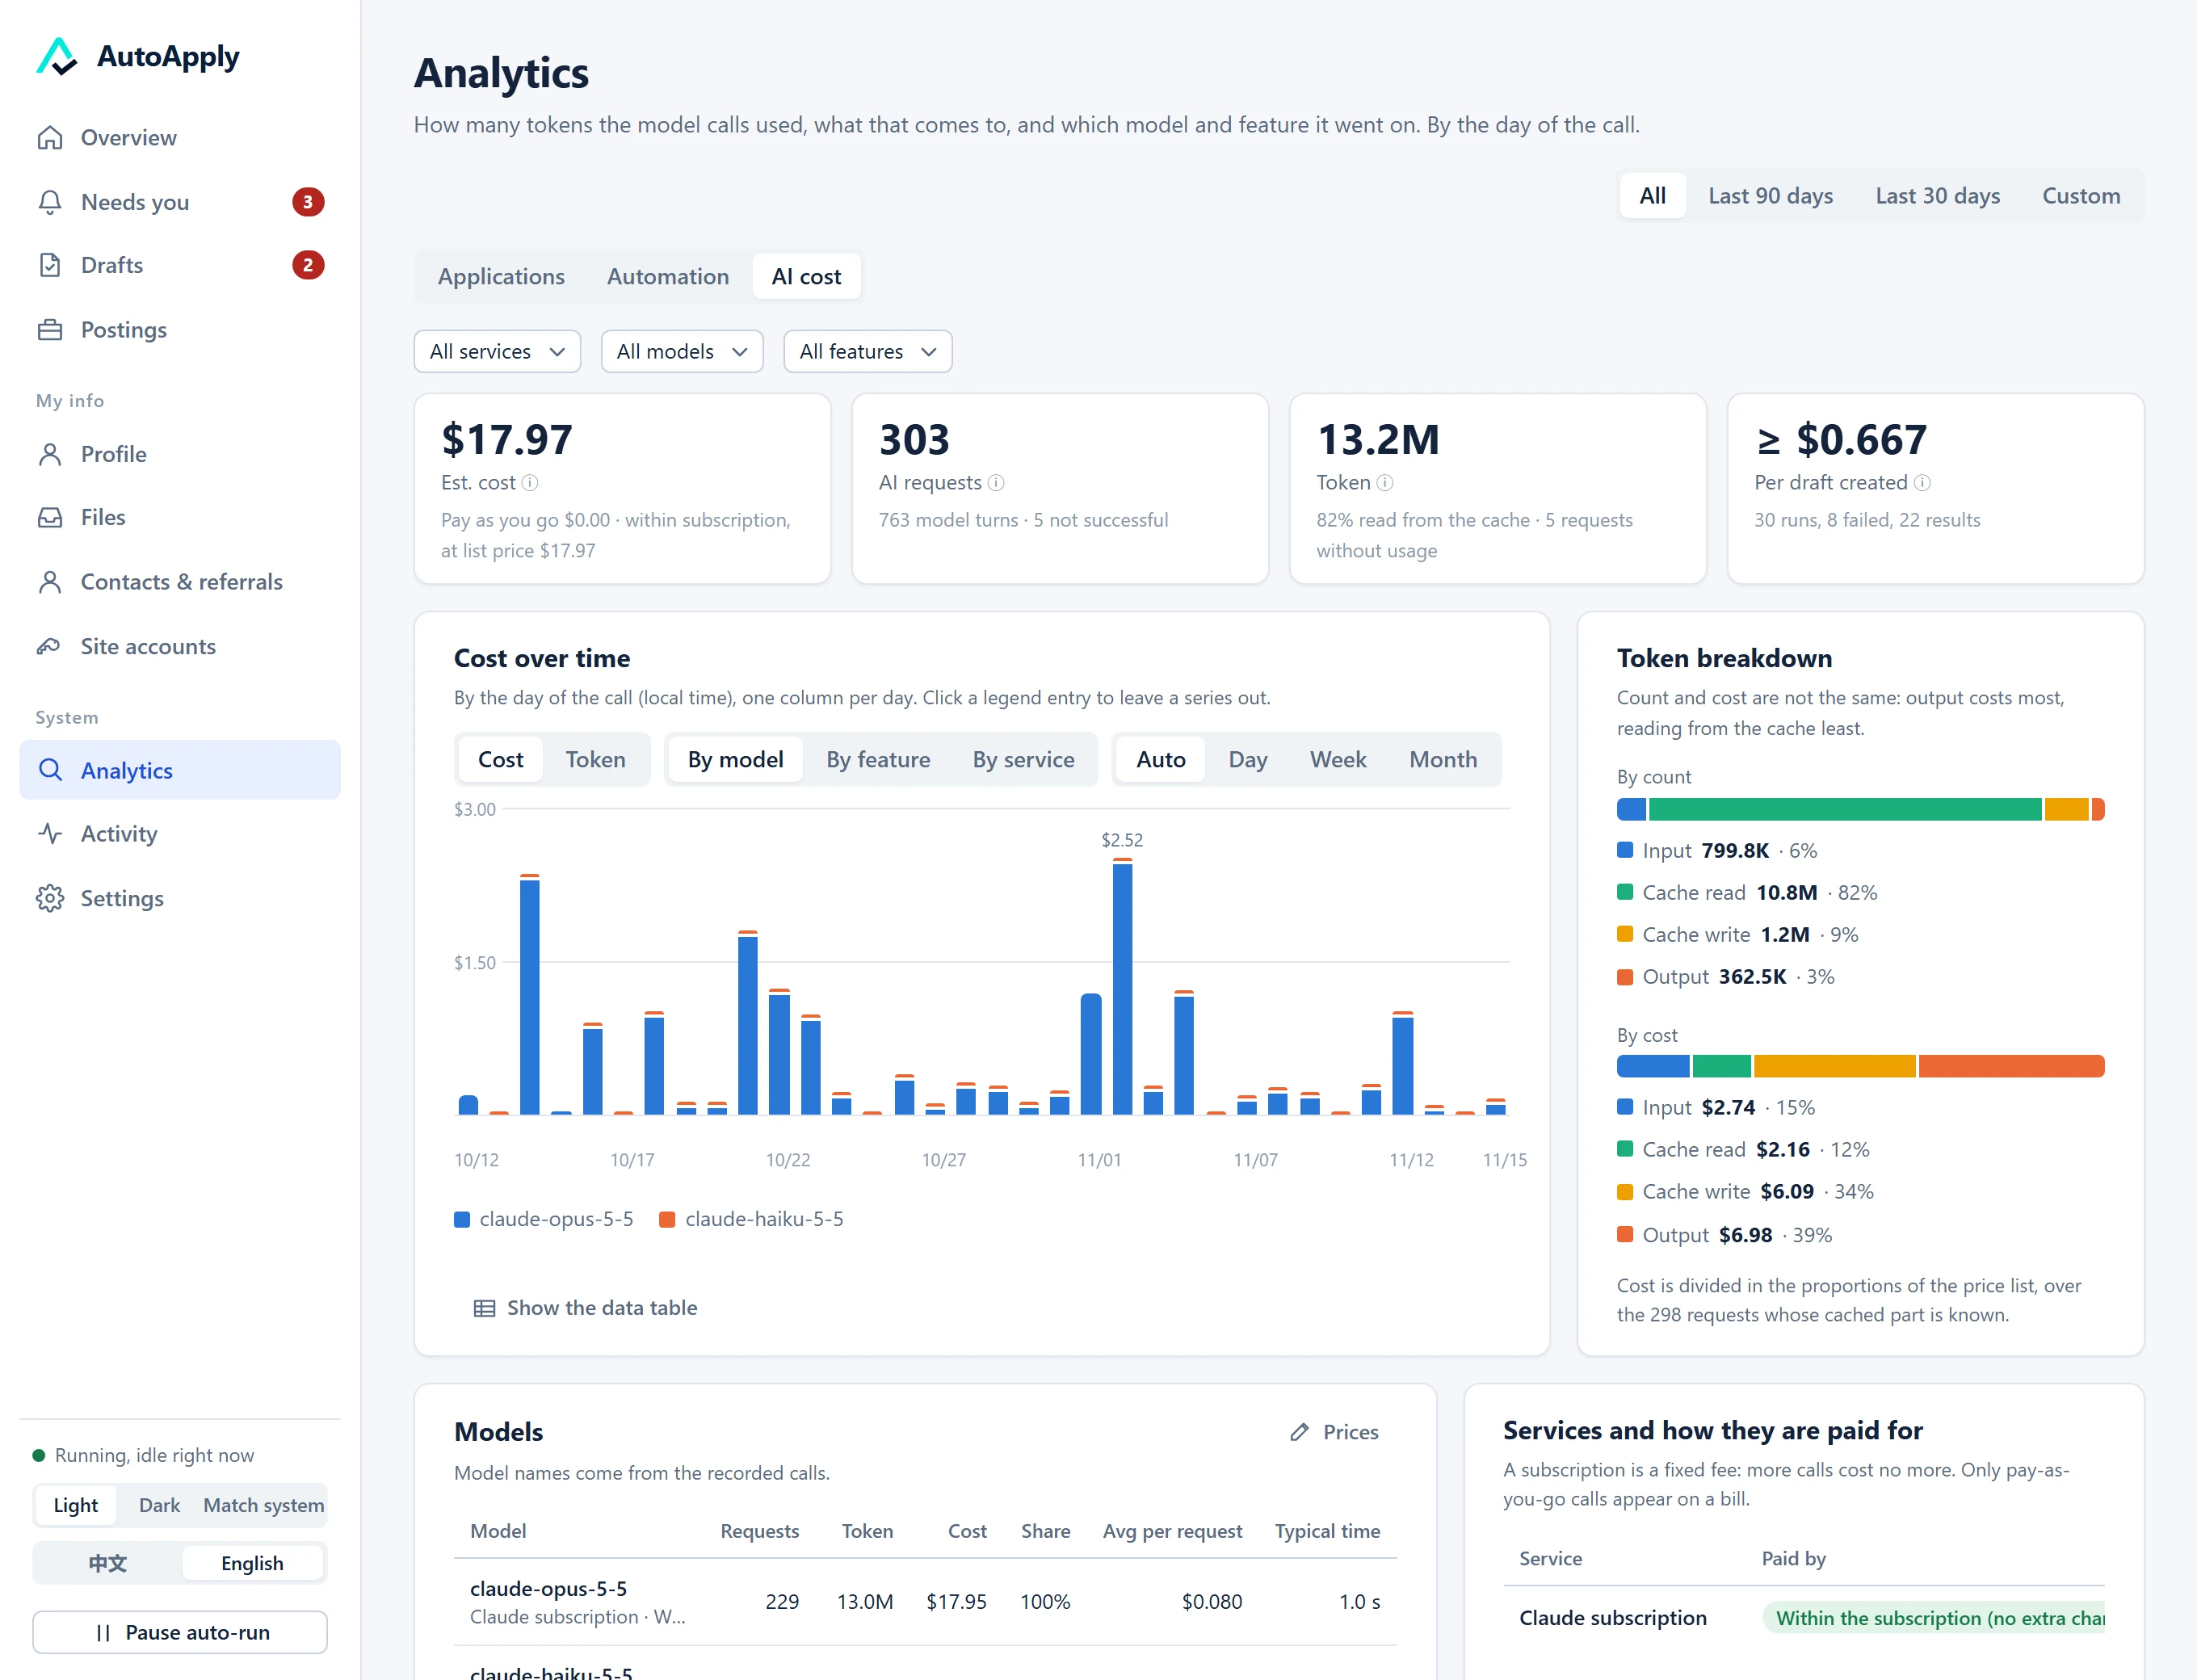 AutoApply
Overview
Needs you 3
Drafts 2
Postings
My info
Profile
Files
Contacts & referrals
Site accounts
System
Analytics
Activity
Settings
Running, idle right now
Light Dark Match system
中文 English
Pause auto-run
Analytics
How many tokens the model calls used, what that comes to, and which model and feature it went on. By the day of the call.
All Last 90 days Last 30 days Custom
Applications Automation AI cost
All services All models All features
$17.97
Est. cost
Pay as you go $0.00 · within subscription,
at list price $17.97
303
AI requests
763 model turns · 5 not successful
13.2M
Token
82% read from the cache · 5 requests
without usage
≥ $0.667
Per draft created
30 runs, 8 failed, 22 results
Cost over time
By the day of the call (local time), one column per day. Click a legend entry to leave a series out.
Cost Token By model By feature By service Auto Day Week Month
$3.00
$2.52
$1.50
10/12 10/17 10/22 10/27 11/01 11/07 11/12 11/15
claude-opus-5-5 claude-haiku-5-5
Show the data table
Token breakdown
Count and cost are not the same: output costs most,
reading from the cache least.
By count
Input 799.8K · 6%
Cache read 10.8M · 82%
Cache write 1.2M · 9%
Output 362.5K · 3%
By cost
Input $2.74 · 15%
Cache read $2.16 · 12%
Cache write $6.09 · 34%
Output $6.98 · 39%
Cost is divided in the proportions of the price list, over
the 298 requests whose cached part is known.
Models
Prices
Model names come from the recorded calls.
Model Requests Token Cost Share Avg per request Typical time
claude-opus-5-5 229 13.0M $17.95 100% $0.080 1.0 s
Claude subscription · W...
claude-haiku-5-5
Services and how they are paid for
A subscription is a fixed fee: more calls cost no more. Only pay-as-
you-go calls appear on a bill.
Service Paid by
Claude subscription Within the subscription (no extra char